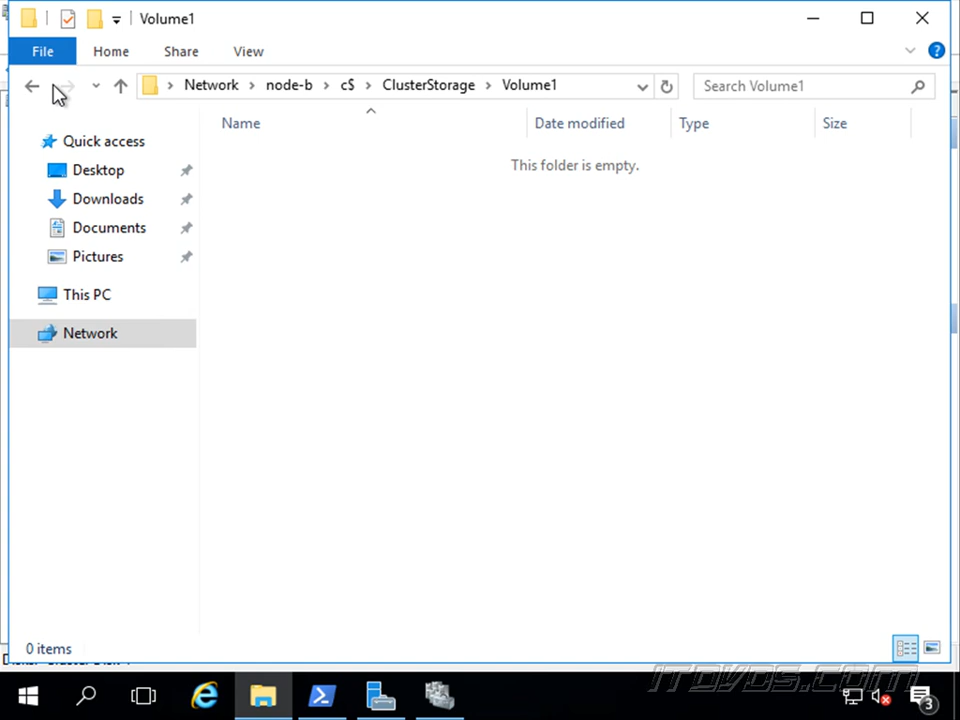 Volume1
File Home Share View
Network node-b c$ ClusterStorage Volume1 Search Volume1
Name Date modified Type Size
This folder is empty.
Quick access
Desktop
Downloads
Documents
Pictures
This PC
Network
0 items
ITDVDS.COM
3